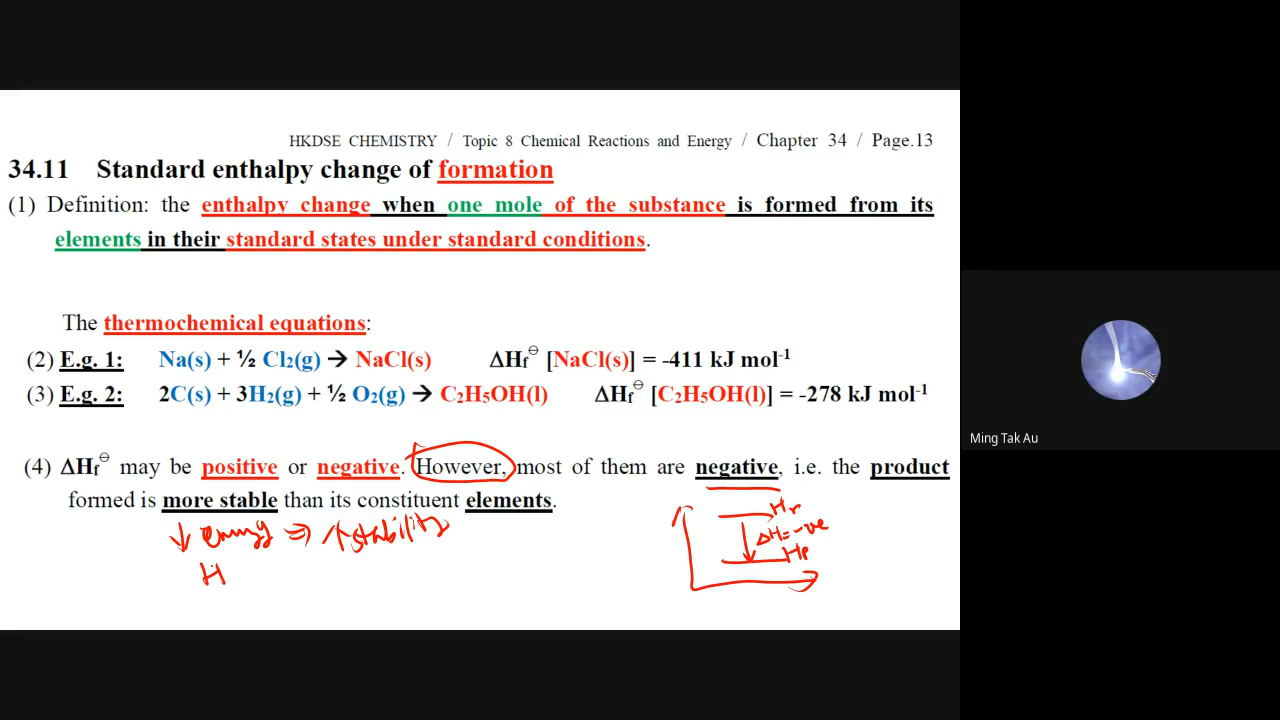 HKDSE CHEMISTRY / Topic 8 Chemical Reactions and Energy / Chapter 34 / Page.13
34.11 Standard enthalpy change of formation
(1) Definition: the enthalpy change when one mole of the substance is formed from its
elements in their standard states under standard conditions.
The thermochemical equations:
(2) E.g. 1: Na(s) + ½ Cl₂(g) → NaCl(s) ΔHf⊖ [NaCl(s)] = -411 kJ mol⁻¹
(3) E.g. 2: 2C(s) + 3H₂(g) + ½ O₂(g) → C₂H₅OH(l) ΔHf⊖ [C₂H₅OH(l)] = -278 kJ mol⁻¹
(4) ΔHf⊖ may be positive or negative. However, most of them are negative, i.e. the product
formed is more stable than its constituent elements.
↓ energy ⇒ ↑ stability
H
Hr
ΔH = -ve
Hp
Ming Tak Au